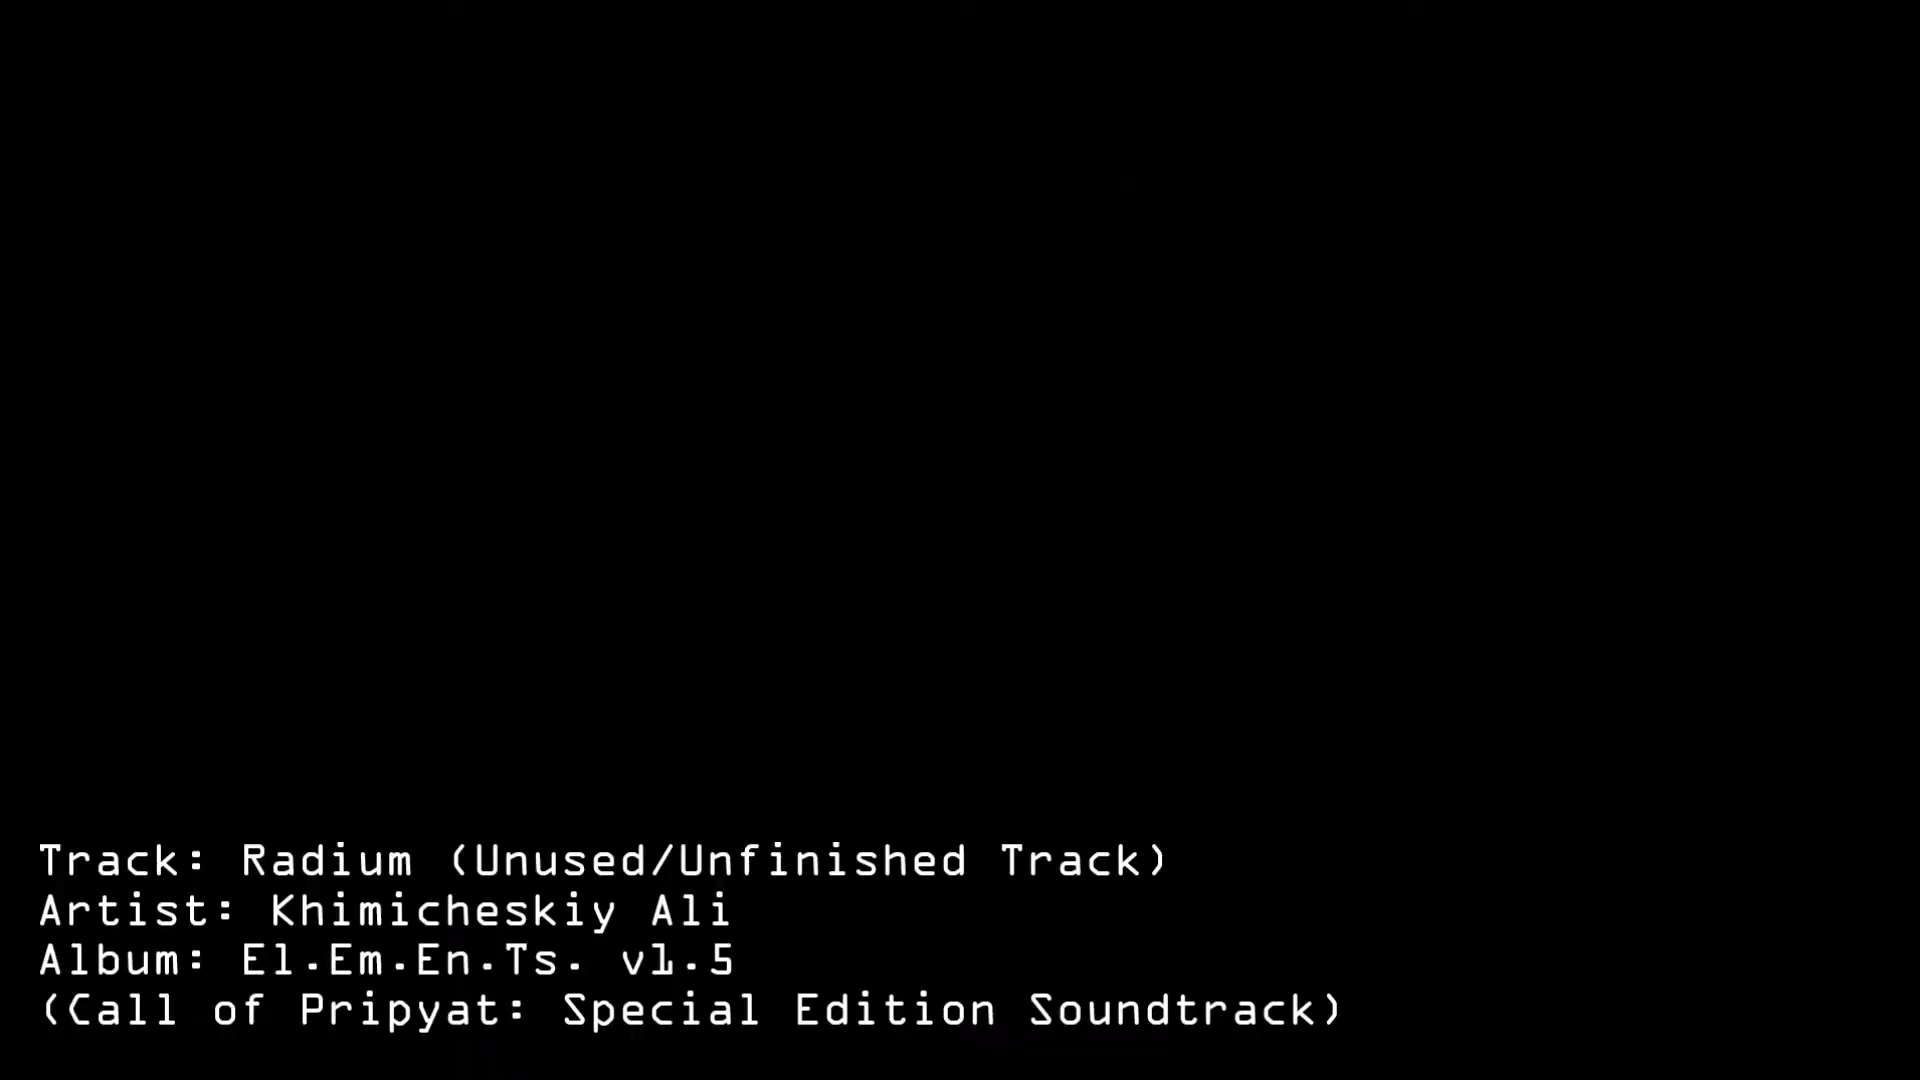 Track: Radium (Unused/Unfinished Track)
Artist: Khimicheskiy Ali
Album: El.Em.En.Ts. v1.5
(Call of Pripyat: Special Edition Soundtrack)